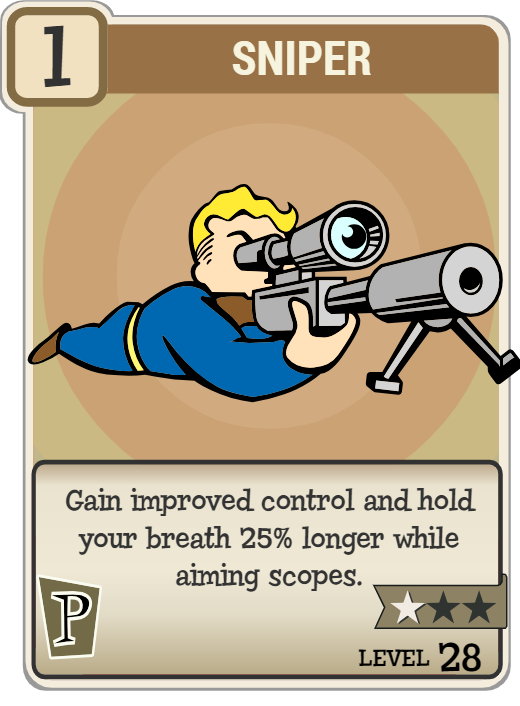 1
SNIPER
Gain improved control and hold
your breath 25% longer while
aiming scopes.
P
LEVEL 28